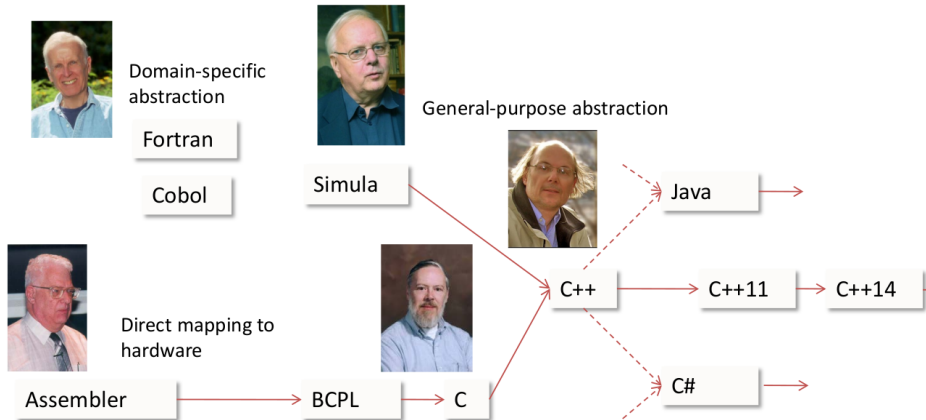 Domain-specific
abstraction
Fortran
Cobol
Simula
General-purpose abstraction
Java
C++
C++11
C++14
Direct mapping to
hardware
Assembler
BCPL
C
C#